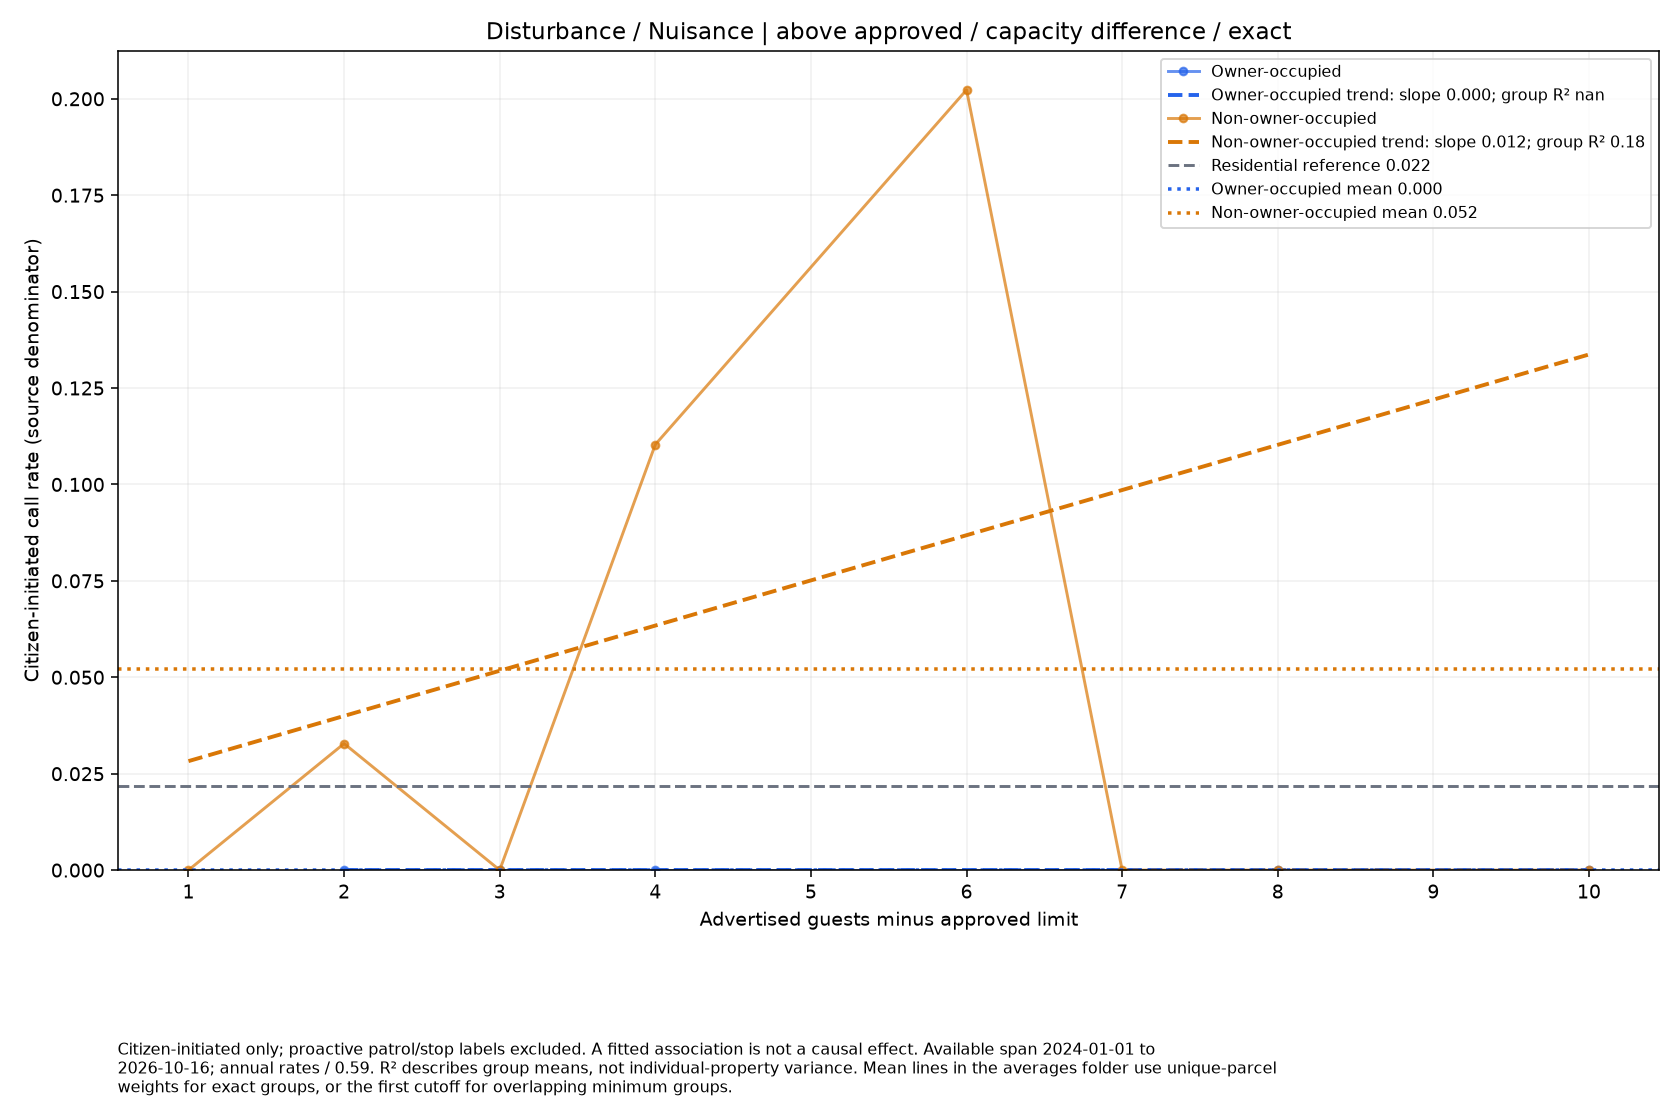 Disturbance / Nuisance | above approved / capacity difference / exact
Owner-occupied
Owner-occupied trend: slope 0.000; group R² nan
Non-owner-occupied
Non-owner-occupied trend: slope 0.012; group R² 0.18
Residential reference 0.022
Owner-occupied mean 0.000
Non-owner-occupied mean 0.052
Citizen-initiated call rate (source denominator)
0.200
0.175
0.150
0.125
0.100
0.075
0.050
0.025
0.000
1 2 3 4 5 6 7 8 9 10
Advertised guests minus approved limit
Citizen-initiated only; proactive patrol/stop labels excluded. A fitted association is not a causal effect. Available span 2024-01-01 to
2026-10-16; annual rates / 0.59. R² describes group means, not individual-property variance. Mean lines in the averages folder use unique-parcel
weights for exact groups, or the first cutoff for overlapping minimum groups.